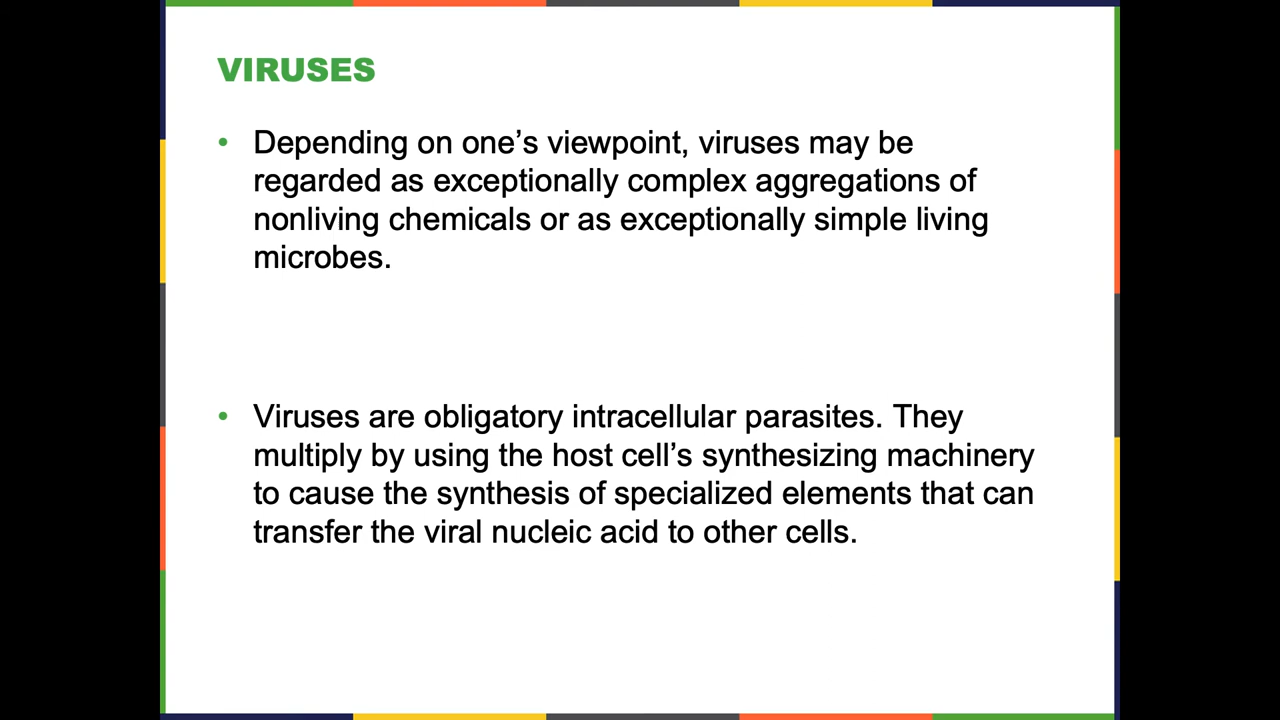 VIRUSES
• Depending on one’s viewpoint, viruses may be
regarded as exceptionally complex aggregations of
nonliving chemicals or as exceptionally simple living
microbes.
• Viruses are obligatory intracellular parasites. They
multiply by using the host cell’s synthesizing machinery
to cause the synthesis of specialized elements that can
transfer the viral nucleic acid to other cells.